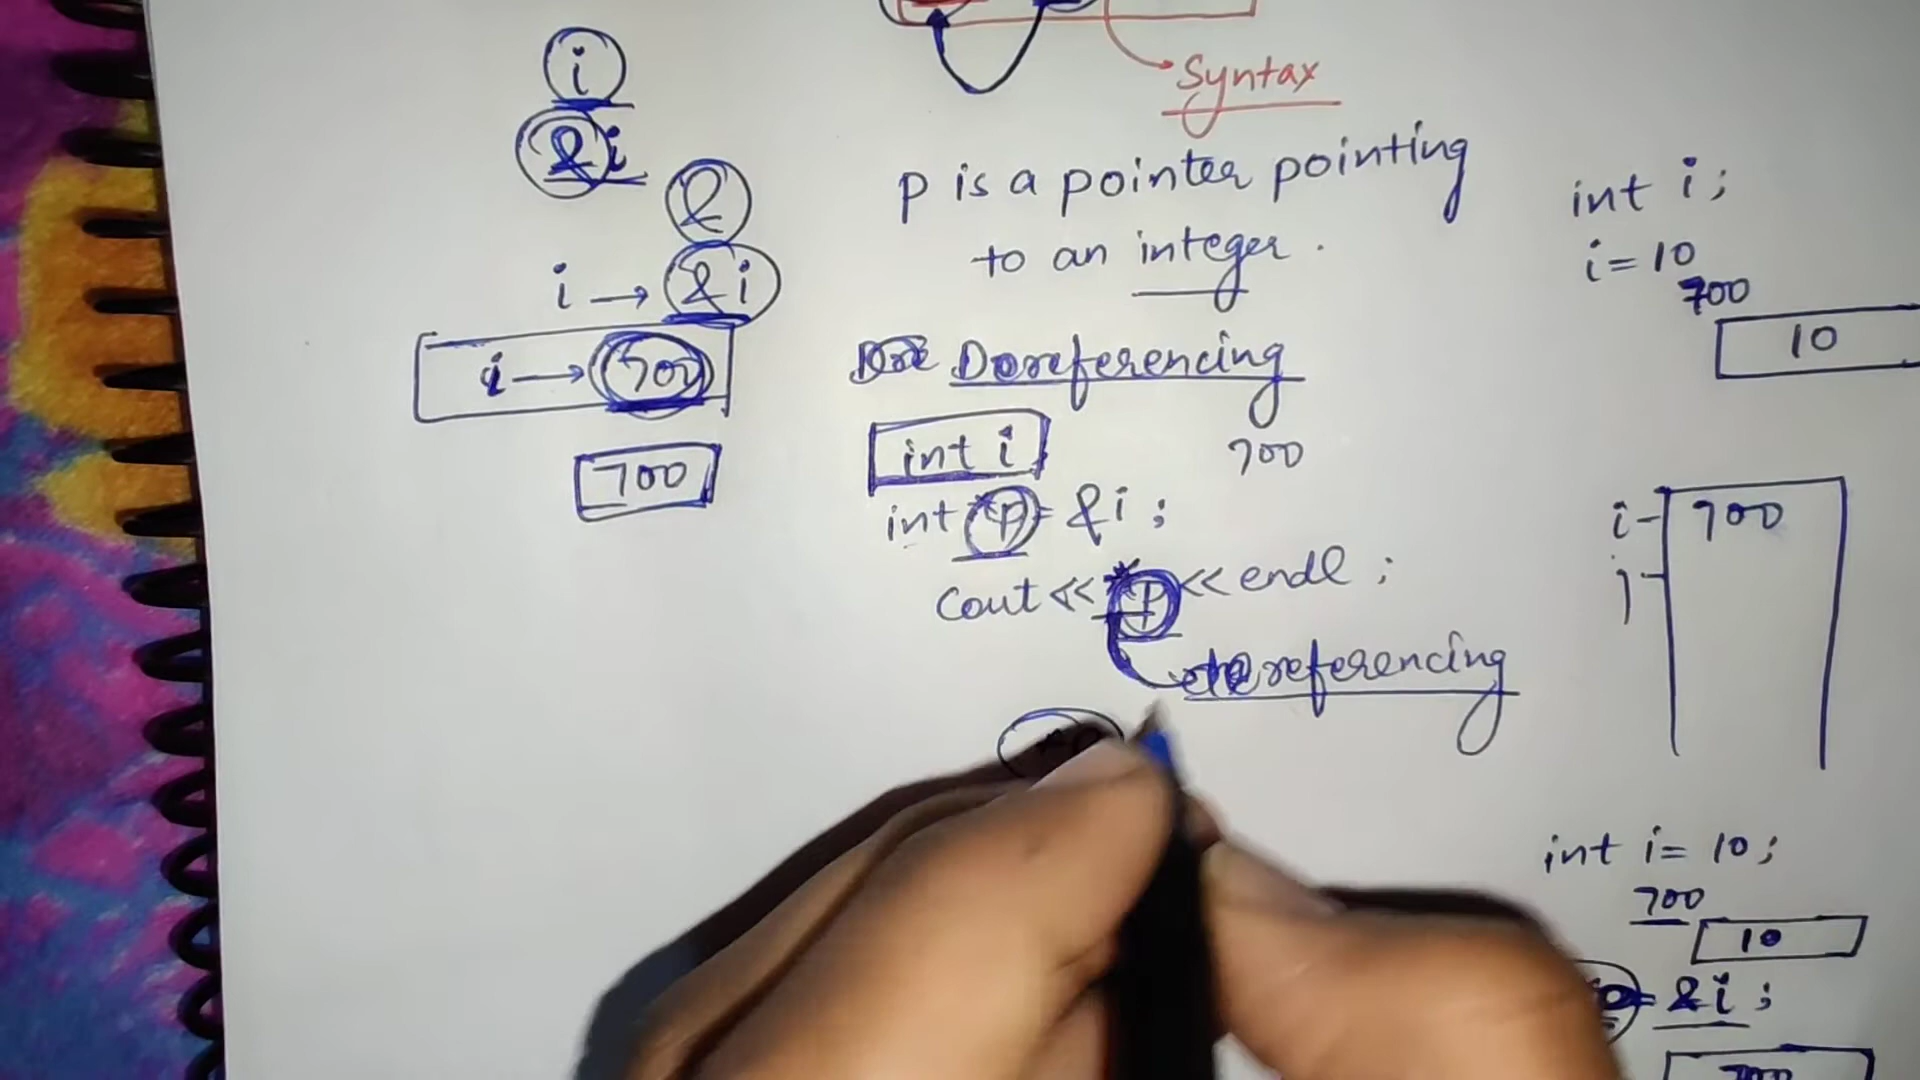 i
&i
&
i → &i
i → 700
700
Syntax
p is a pointer pointing
to an integer.
Dereferencing
int i
700
int *p = &i ;
Cout << *p << endl ;
dereferencing
int i ;
i = 10
700
10
i- 700
j-
int i = 10 ;
700
10
= &i ;
700